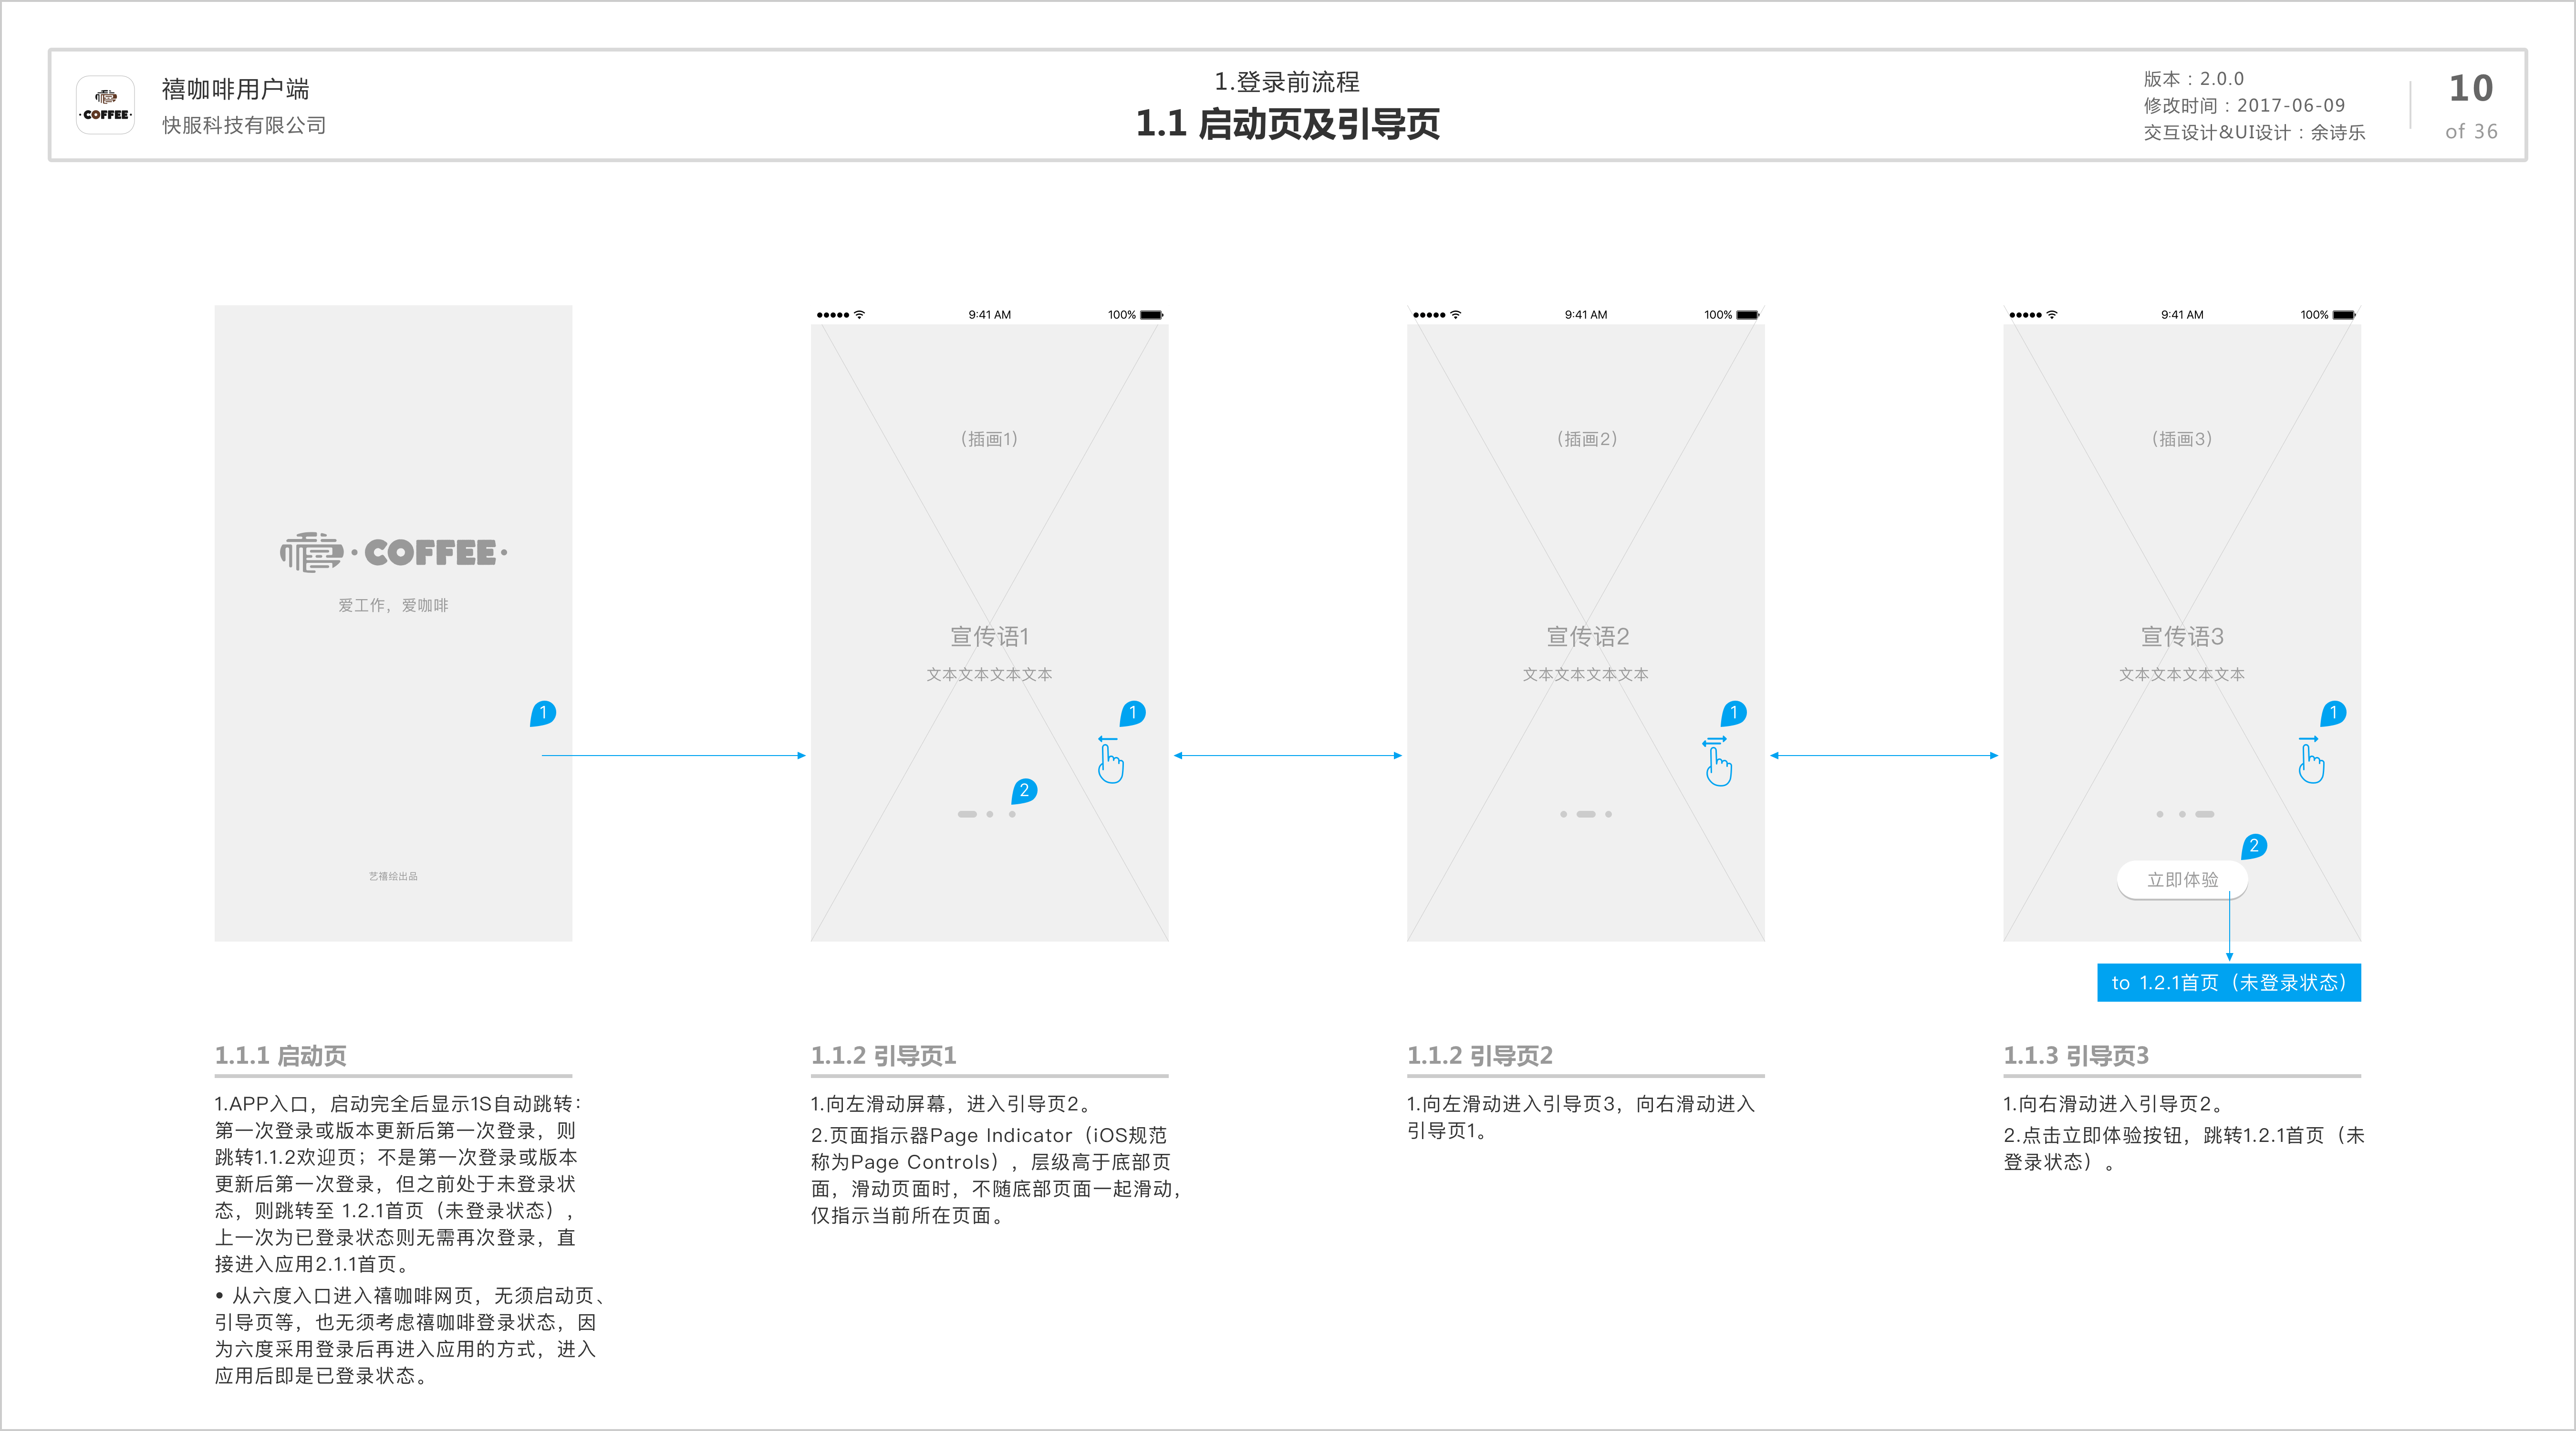 COFFEE
禧咖啡用户端
快服科技有限公司
1.登录前流程
1.1 启动页及引导页
版本：2.0.0
修改时间：2017-06-09
交互设计&UI设计：余诗乐
10
of 36
禧·COFFEE·
爱工作，爱咖啡
1
艺禧绘出品
9:41 AM
100%
（插画1）
宣传语1
文本文本文本文本
1
2
9:41 AM
100%
（插画2）
宣传语2
文本文本文本文本
1
9:41 AM
100%
（插画3）
宣传语3
文本文本文本文本
1
2
立即体验
to 1.2.1首页（未登录状态）
1.1.1 启动页
1.APP入口，启动完全后显示1S自动跳转：
第一次登录或版本更新后第一次登录，则
跳转1.1.2欢迎页；不是第一次登录或版本
更新后第一次登录，但之前处于未登录状
态，则跳转至 1.2.1首页（未登录状态），
上一次为已登录状态则无需再次登录，直
接进入应用2.1.1首页。
• 从六度入口进入禧咖啡网页，无须启动页、
引导页等，也无须考虑禧咖啡登录状态，因
为六度采用登录后再进入应用的方式，进入
应用后即是已登录状态。
1.1.2 引导页1
1.向左滑动屏幕，进入引导页2。
2.页面指示器Page Indicator（iOS规范
称为Page Controls），层级高于底部页
面，滑动页面时，不随底部页面一起滑动，
仅指示当前所在页面。
1.1.2 引导页2
1.向左滑动进入引导页3，向右滑动进入
引导页1。
1.1.3 引导页3
1.向右滑动进入引导页2。
2.点击立即体验按钮，跳转1.2.1首页（未
登录状态）。